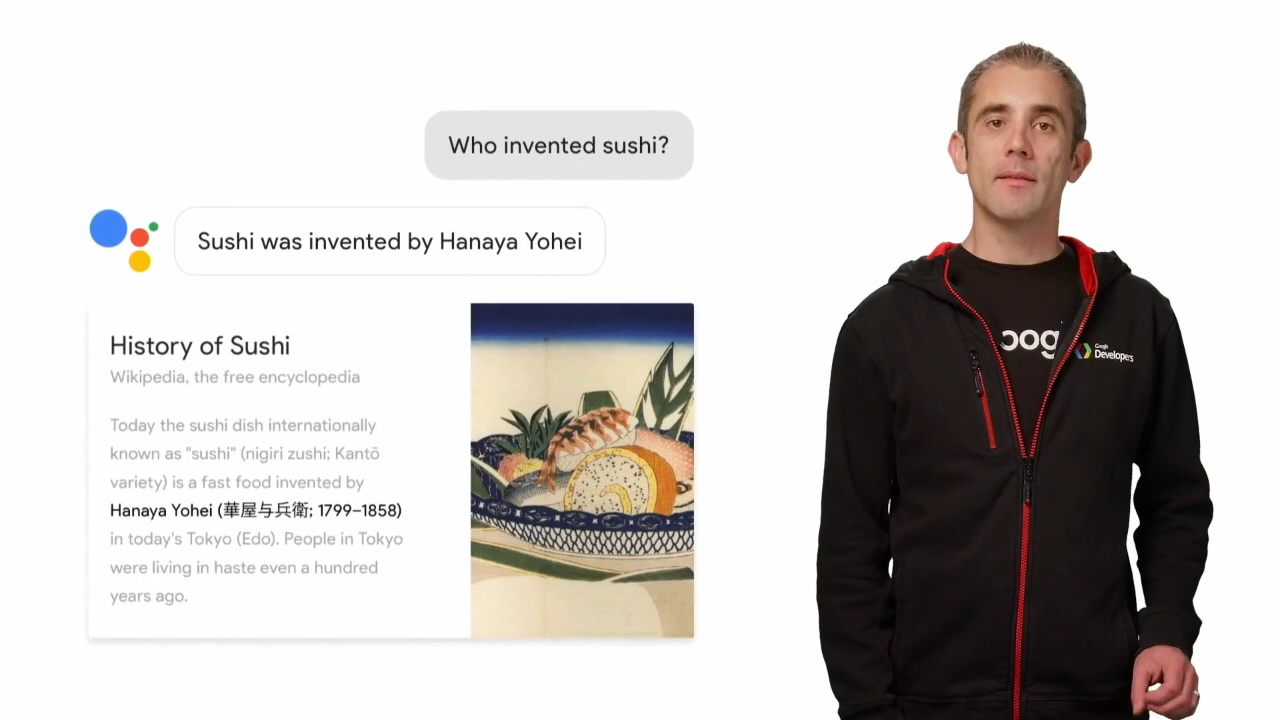 Who invented sushi?
Sushi was invented by Hanaya Yohei
History of Sushi
Wikipedia, the free encyclopedia
Today the sushi dish internationally
known as "sushi" (nigiri zushi; Kantō
variety) is a fast food invented by
Hanaya Yohei (華屋与兵衛; 1799–1858)
in today's Tokyo (Edo). People in Tokyo
were living in haste even a hundred
years ago.
oog
Google
Developers